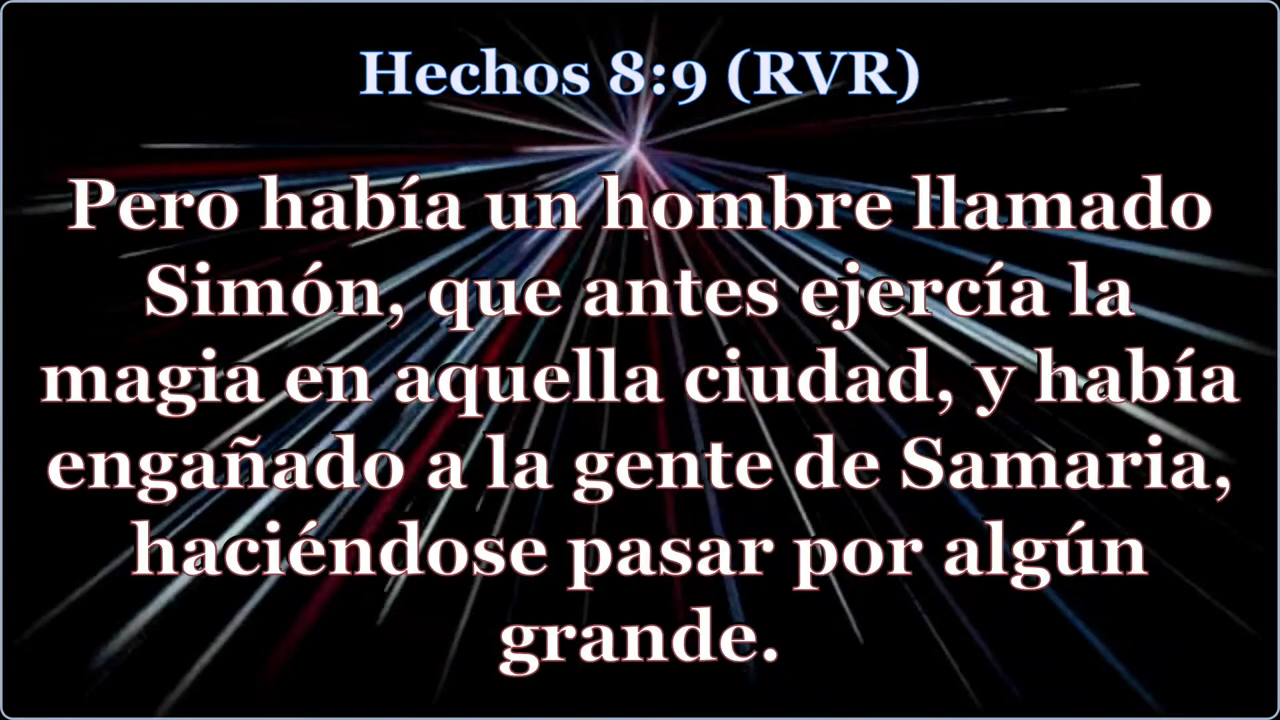 Hechos 8:9 (RVR)
Pero había un hombre llamado
Simón, que antes ejercía la
magia en aquella ciudad, y había
engañado a la gente de Samaria,
haciéndose pasar por algún
grande.